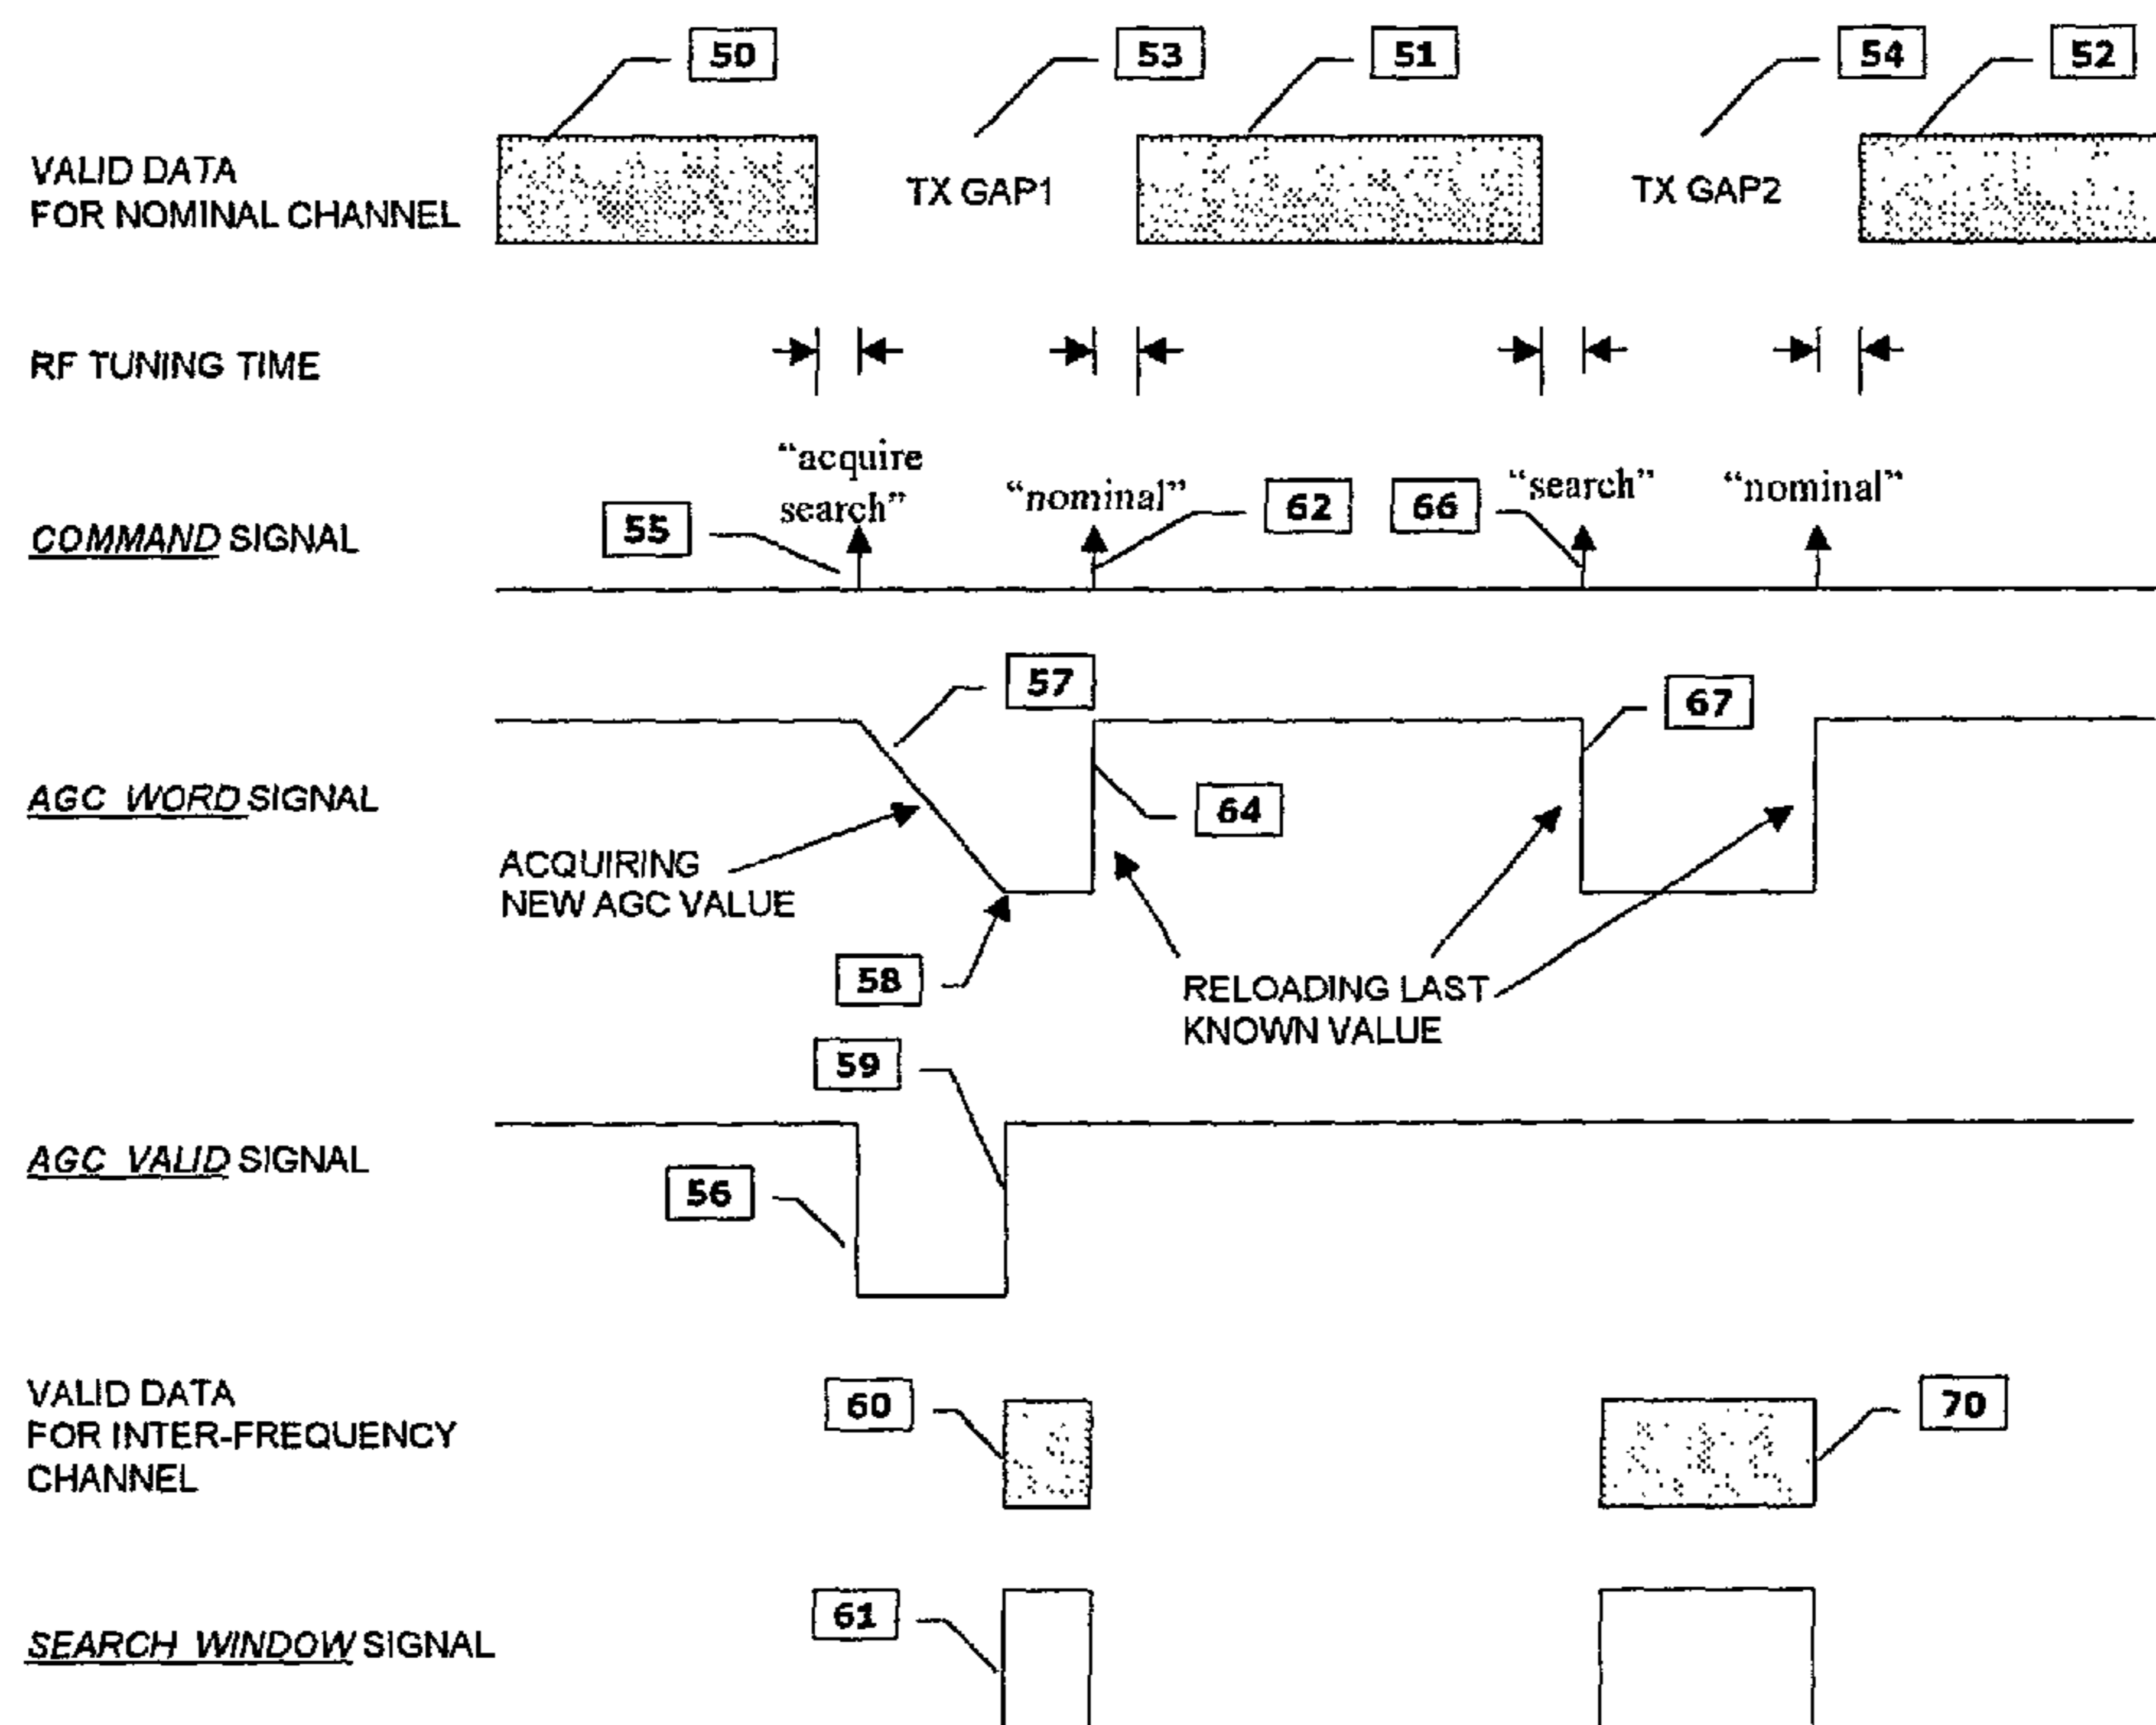 50
53
51
54
52
VALID DATA
FOR NOMINAL CHANNEL
TX GAP1
TX GAP2
RF TUNING TIME
"acquire
search"
"nominal"
"search"
"nominal"
55
62
66
COMMAND SIGNAL
57
67
AGC_WORD SIGNAL
64
ACQUIRING
NEW AGC VALUE
58
RELOADING LAST
KNOWN VALUE
59
AGC_VALID SIGNAL
56
VALID DATA
FOR INTER-FREQUENCY
CHANNEL
60
70
61
SEARCH_WINDOW SIGNAL